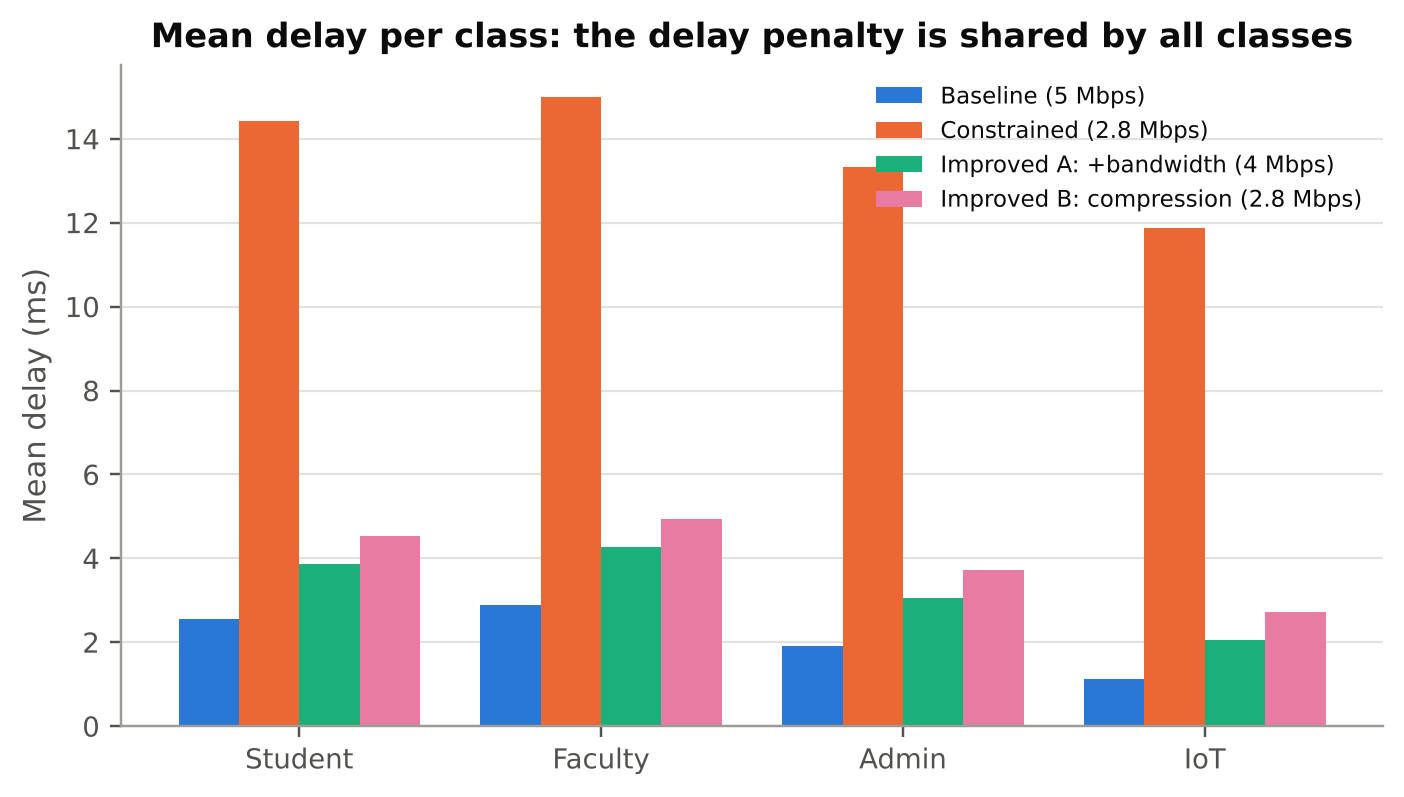 Mean delay per class: the delay penalty is shared by all classes
Baseline (5 Mbps)
Constrained (2.8 Mbps)
Improved A: +bandwidth (4 Mbps)
Improved B: compression (2.8 Mbps)
Mean delay (ms)
14
12
10
8
6
4
2
0
Student Faculty Admin IoT